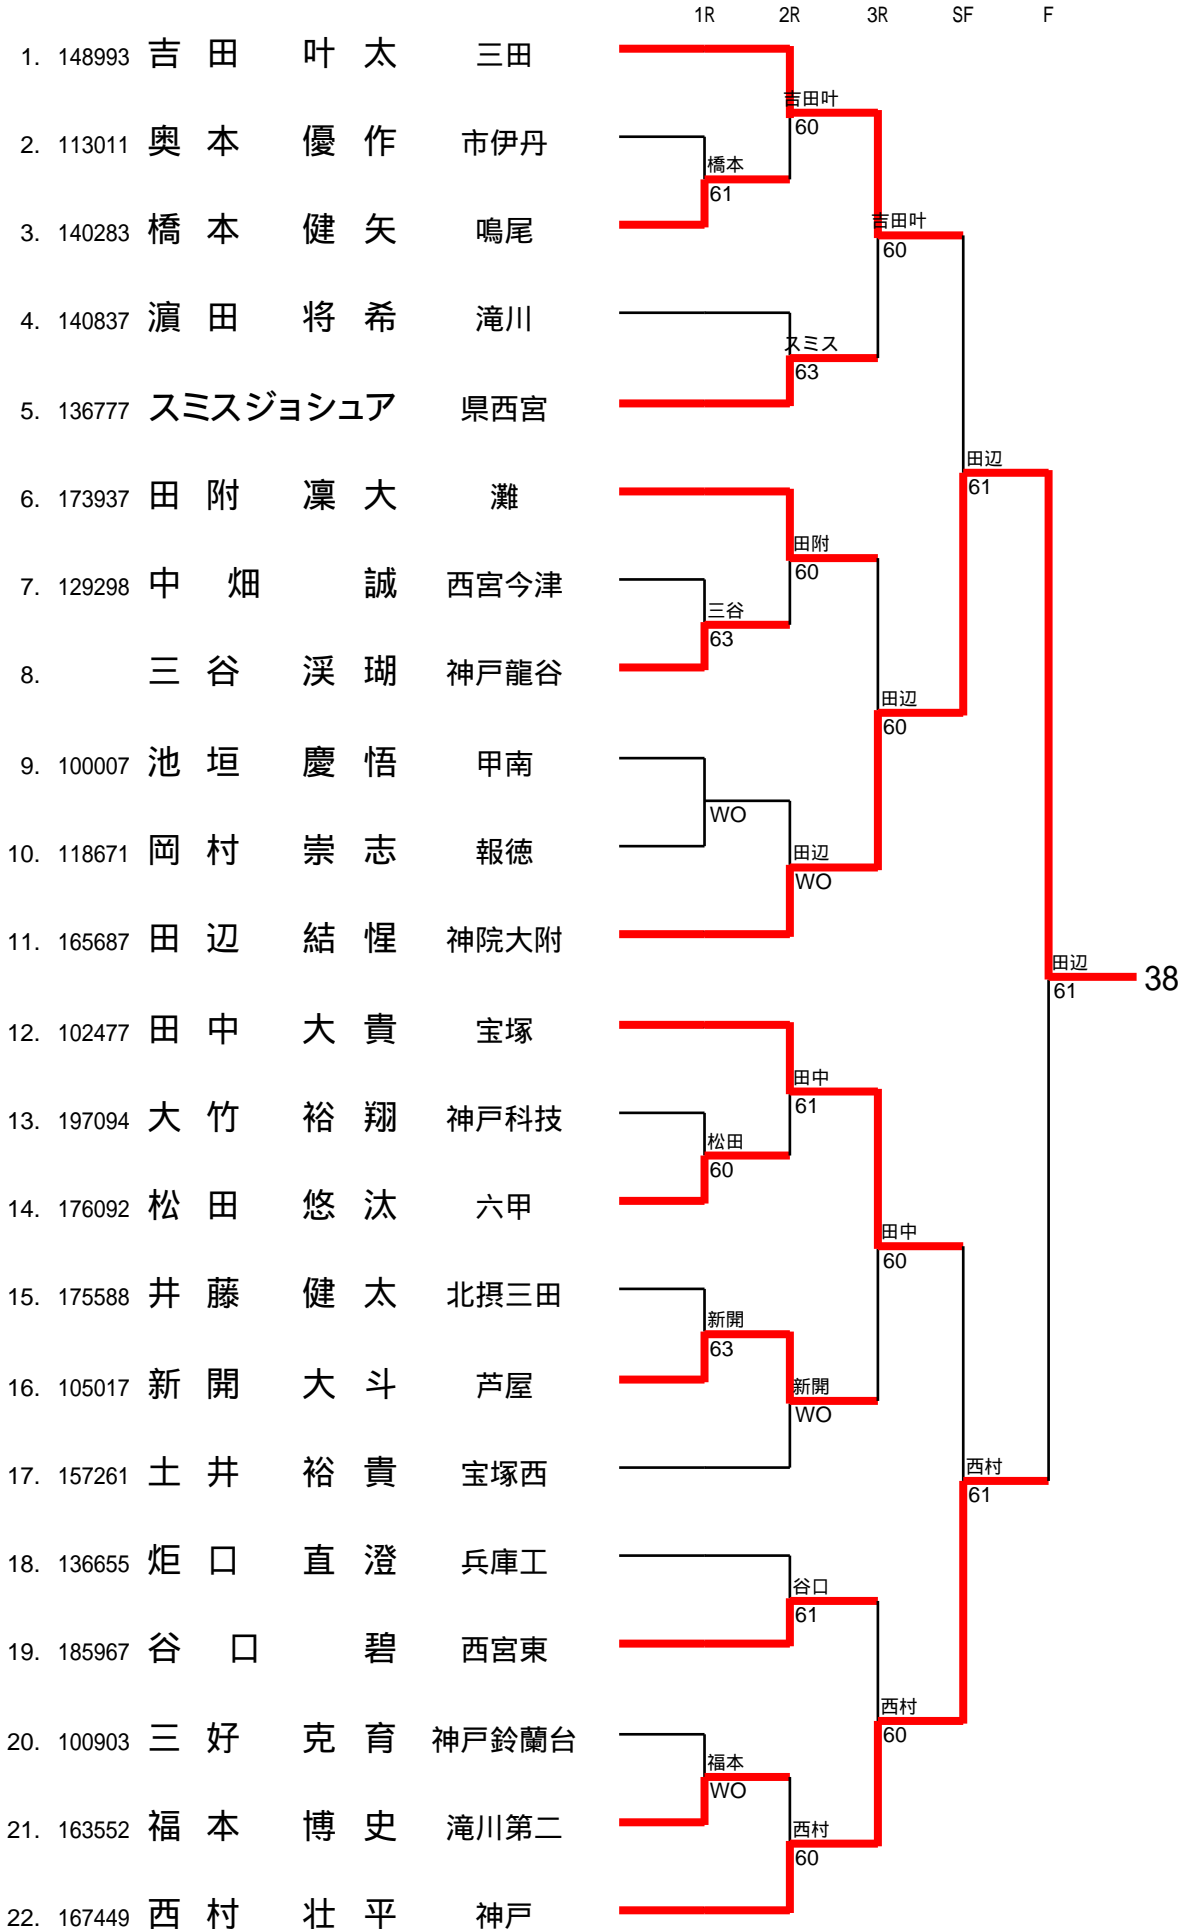 1R 2R 3R SF F
1. 148993 吉田 叶太 三田
吉田叶
60
2. 113011 奥本 優作 市伊丹
橋本
61
3. 140283 橋本 健矢 鳴尾
吉田叶
60
4. 140837 濵田 将希 滝川
スミス
63
5. 136777 スミスジョシュア 県西宮
田辺
61
6. 173937 田附 凜大 灘
田附
60
7. 129298 中畑 誠 西宮今津
三谷
63
8. 三谷 渓瑚 神戸龍谷
田辺
60
9. 100007 池垣 慶悟 甲南
WO
10. 118671 岡村 崇志 報徳
田辺
WO
11. 165687 田辺 結惺 神院大附
田辺
61
38
12. 102477 田中 大貴 宝塚
田中
61
13. 197094 大竹 裕翔 神戸科技
松田
60
14. 176092 松田 悠汰 六甲
田中
60
15. 175588 井藤 健太 北摂三田
新開
63
16. 105017 新開 大斗 芦屋
新開
WO
17. 157261 土井 裕貴 宝塚西
西村
61
18. 136655 炬口 直澄 兵庫工
谷口
61
19. 185967 谷口 碧 西宮東
西村
60
20. 100903 三好 克育 神戸鈴蘭台
福本
WO
21. 163552 福本 博史 滝川第二
西村
60
22. 167449 西村 壮平 神戸